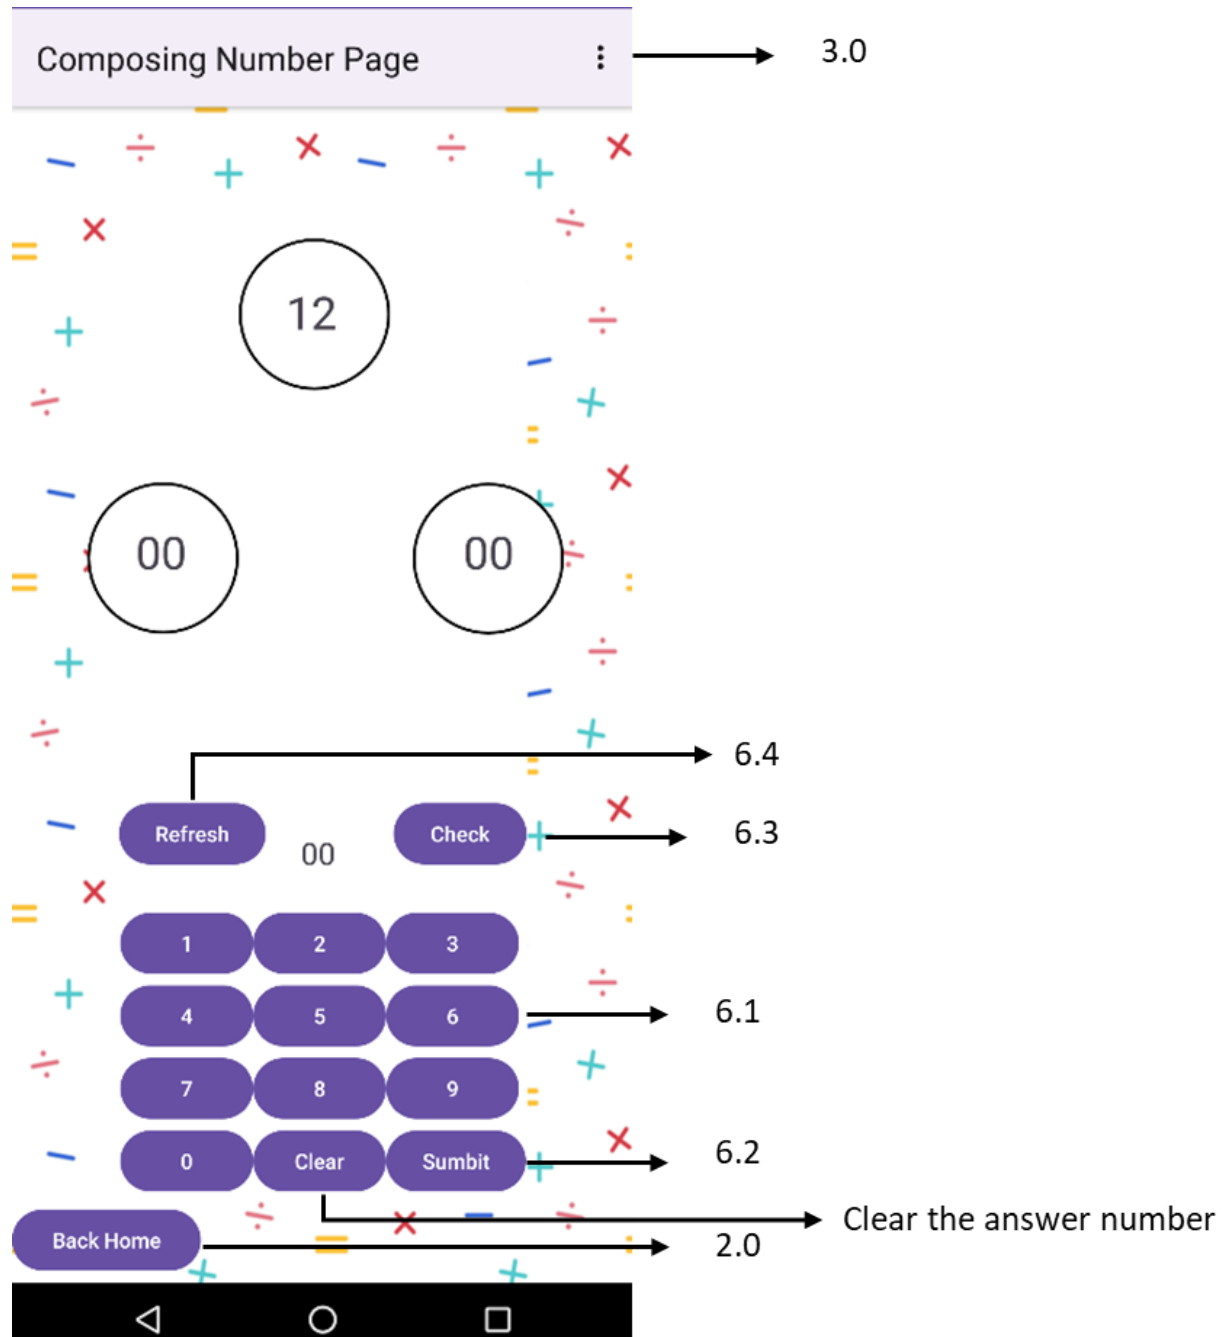 Composing Number Page
3.0
12
00 00
6.4
Refresh Check
6.3
00
1 2 3
4 5 6
6.1
7 8 9
0 Clear Sumbit
6.2
Clear the answer number
Back Home
2.0